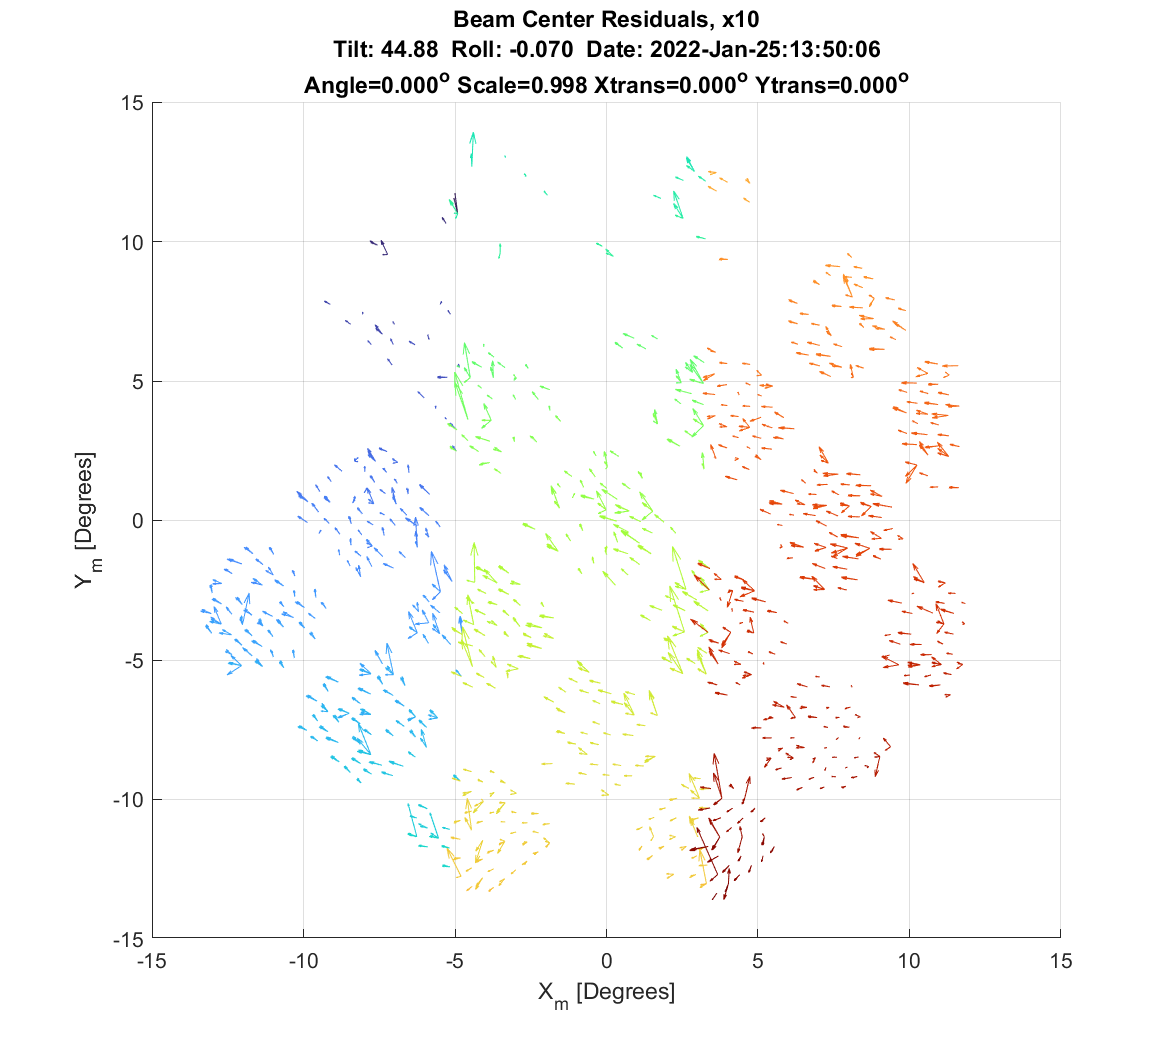 Beam Center Residuals, x10
Tilt: 44.88 Roll: -0.070 Date: 2022-Jan-25:13:50:06
Angle=0.000° Scale=0.998 Xtrans=0.000° Ytrans=0.000°
15
10
5
0
-5
-10
-15
Y_m [Degrees]
-15 -10 -5 0 5 10 15
X_m [Degrees]